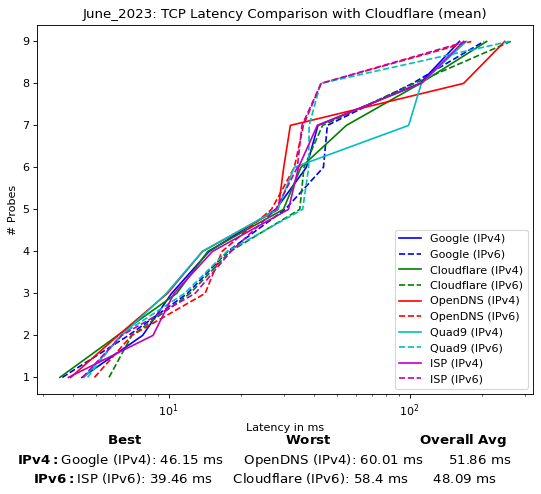 June_2023: TCP Latency Comparison with Cloudflare (mean)
# Probes
9
8
7
6
5
4
3
2
1
Google (IPv4)
Google (IPv6)
Cloudflare (IPv4)
Cloudflare (IPv6)
OpenDNS (IPv4)
OpenDNS (IPv6)
Quad9 (IPv4)
Quad9 (IPv6)
ISP (IPv4)
ISP (IPv6)
10¹ 10²
Latency in ms
Best Worst Overall Avg
IPv4: Google (IPv4): 46.15 ms OpenDNS (IPv4): 60.01 ms 51.86 ms
IPv6: ISP (IPv6): 39.46 ms Cloudflare (IPv6): 58.4 ms 48.09 ms